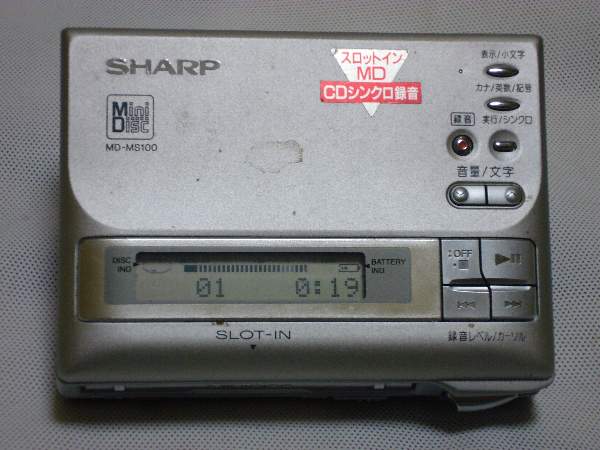 SHARP
Mini
Disc
MD-MS100
スロットイン
MD
CDシンクロ録音
表示/小文字
カナ/英数/記号
録音
実行/シンクロ
音量/文字
DISC
IND
BATTERY
IND
01 0:19
:OFF
SLOT-IN
録音レベル/カーソル